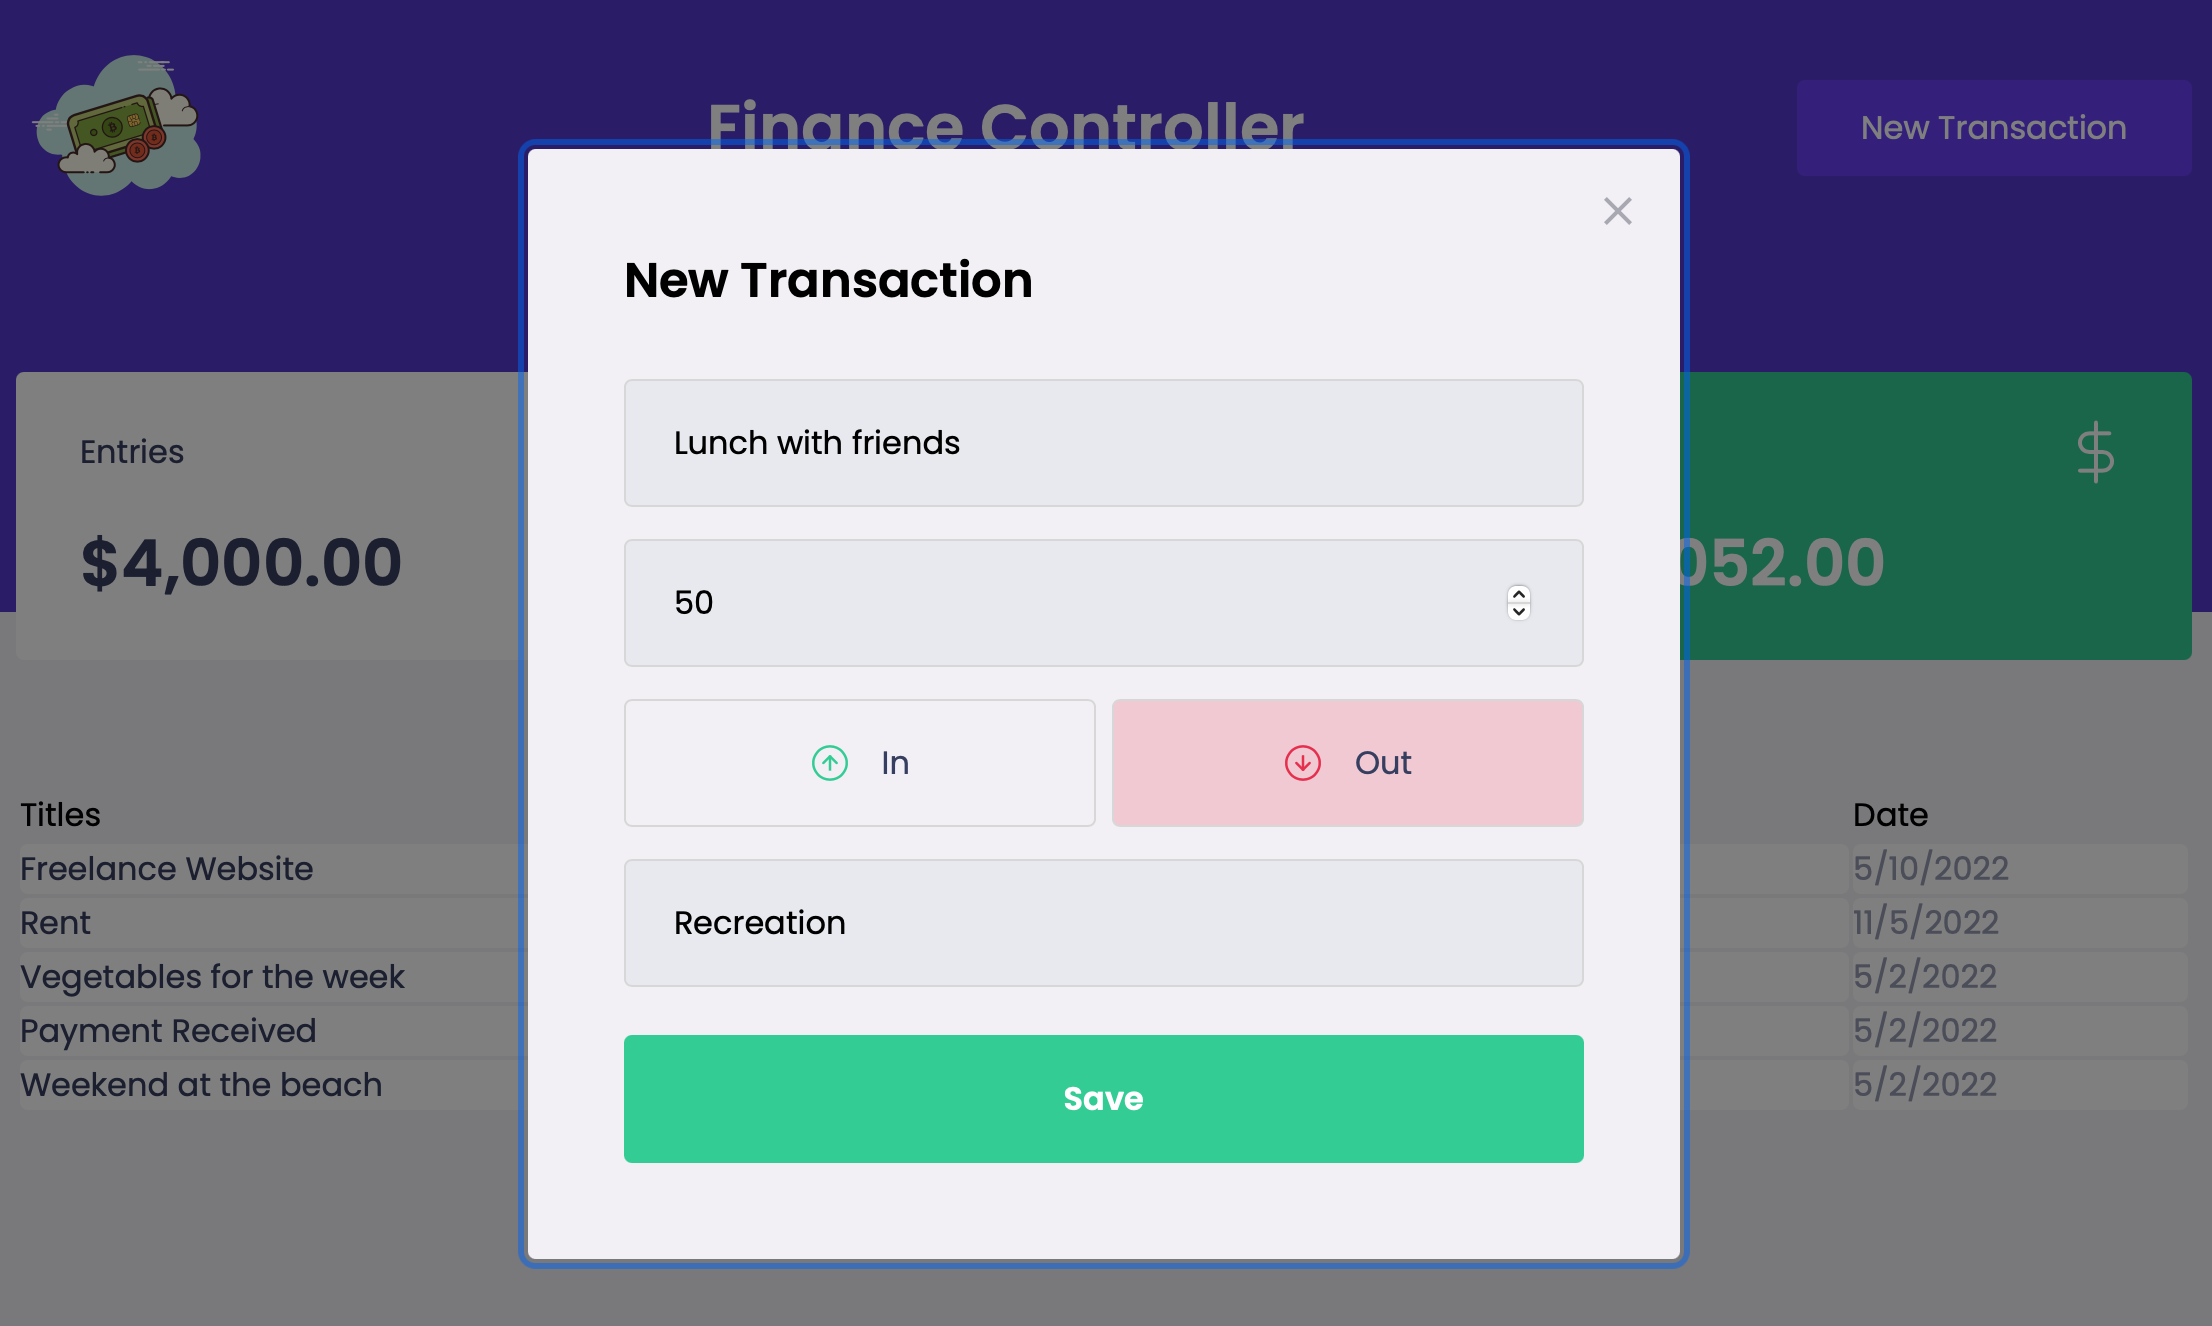 Finance Controller
New Transaction
New Transaction
Lunch with friends
50
In
Out
Recreation
Save
Entries
$4,000.00
052.00
$
Titles
Date
Freelance Website
5/10/2022
Rent
11/5/2022
Vegetables for the week
5/2/2022
Payment Received
5/2/2022
Weekend at the beach
5/2/2022